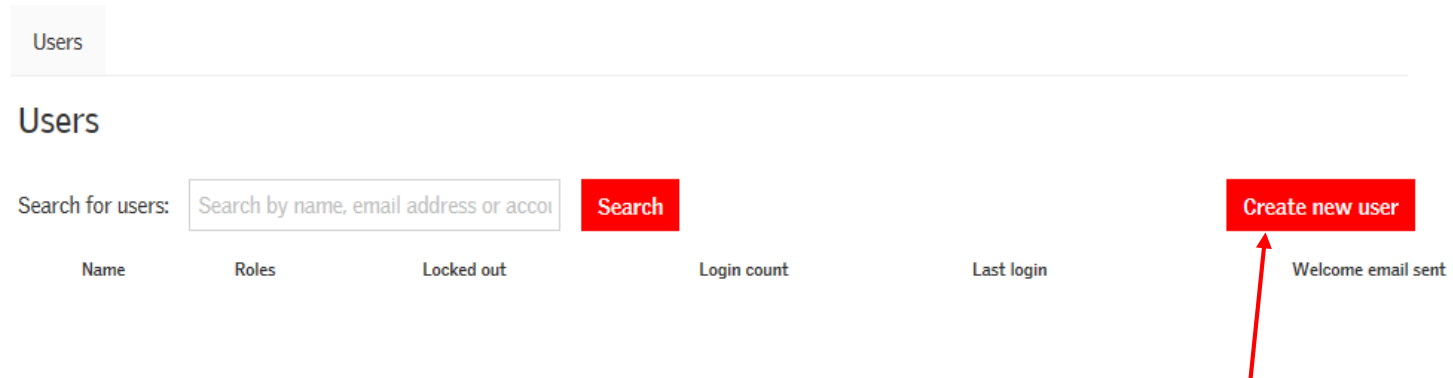 Users
Users
Search for users: Search by name, email address or accou Search Create new user
Name Roles Locked out Login count Last login Welcome email sent